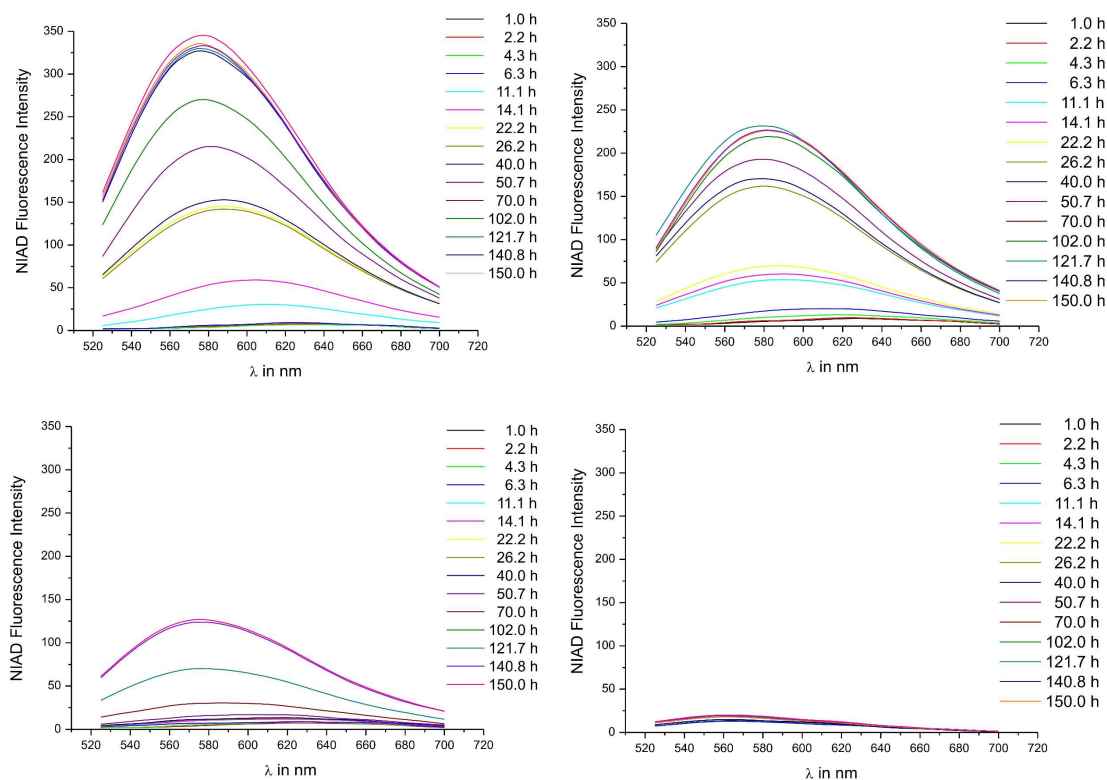 350
300
250
200
150
100
50
0
NIAD Fluorescence Intensity
520 540 560 580 600 620 640 660 680 700 720
λ in nm
1.0 h
2.2 h
4.3 h
6.3 h
11.1 h
14.1 h
22.2 h
26.2 h
40.0 h
50.7 h
70.0 h
102.0 h
121.7 h
140.8 h
150.0 h
350
300
250
200
150
100
50
0
NIAD Fluorescence Intensity
520 540 560 580 600 620 640 660 680 700 720
λ in nm
1.0 h
2.2 h
4.3 h
6.3 h
11.1 h
14.1 h
22.2 h
26.2 h
40.0 h
50.7 h
70.0 h
102.0 h
121.7 h
140.8 h
150.0 h
350
300
250
200
150
100
50
0
NIAD Fluorescence Intensity
520 540 560 580 600 620 640 660 680 700 720
λ in nm
1.0 h
2.2 h
4.3 h
6.3 h
11.1 h
14.1 h
22.2 h
26.2 h
40.0 h
50.7 h
70.0 h
102.0 h
121.7 h
140.8 h
150.0 h
350
300
250
200
150
100
50
0
NIAD Fluorescence Intensity
520 540 560 580 600 620 640 660 680 700 720
λ in nm
1.0 h
2.2 h
4.3 h
6.3 h
11.1 h
14.1 h
22.2 h
26.2 h
40.0 h
50.7 h
70.0 h
102.0 h
121.7 h
140.8 h
150.0 h